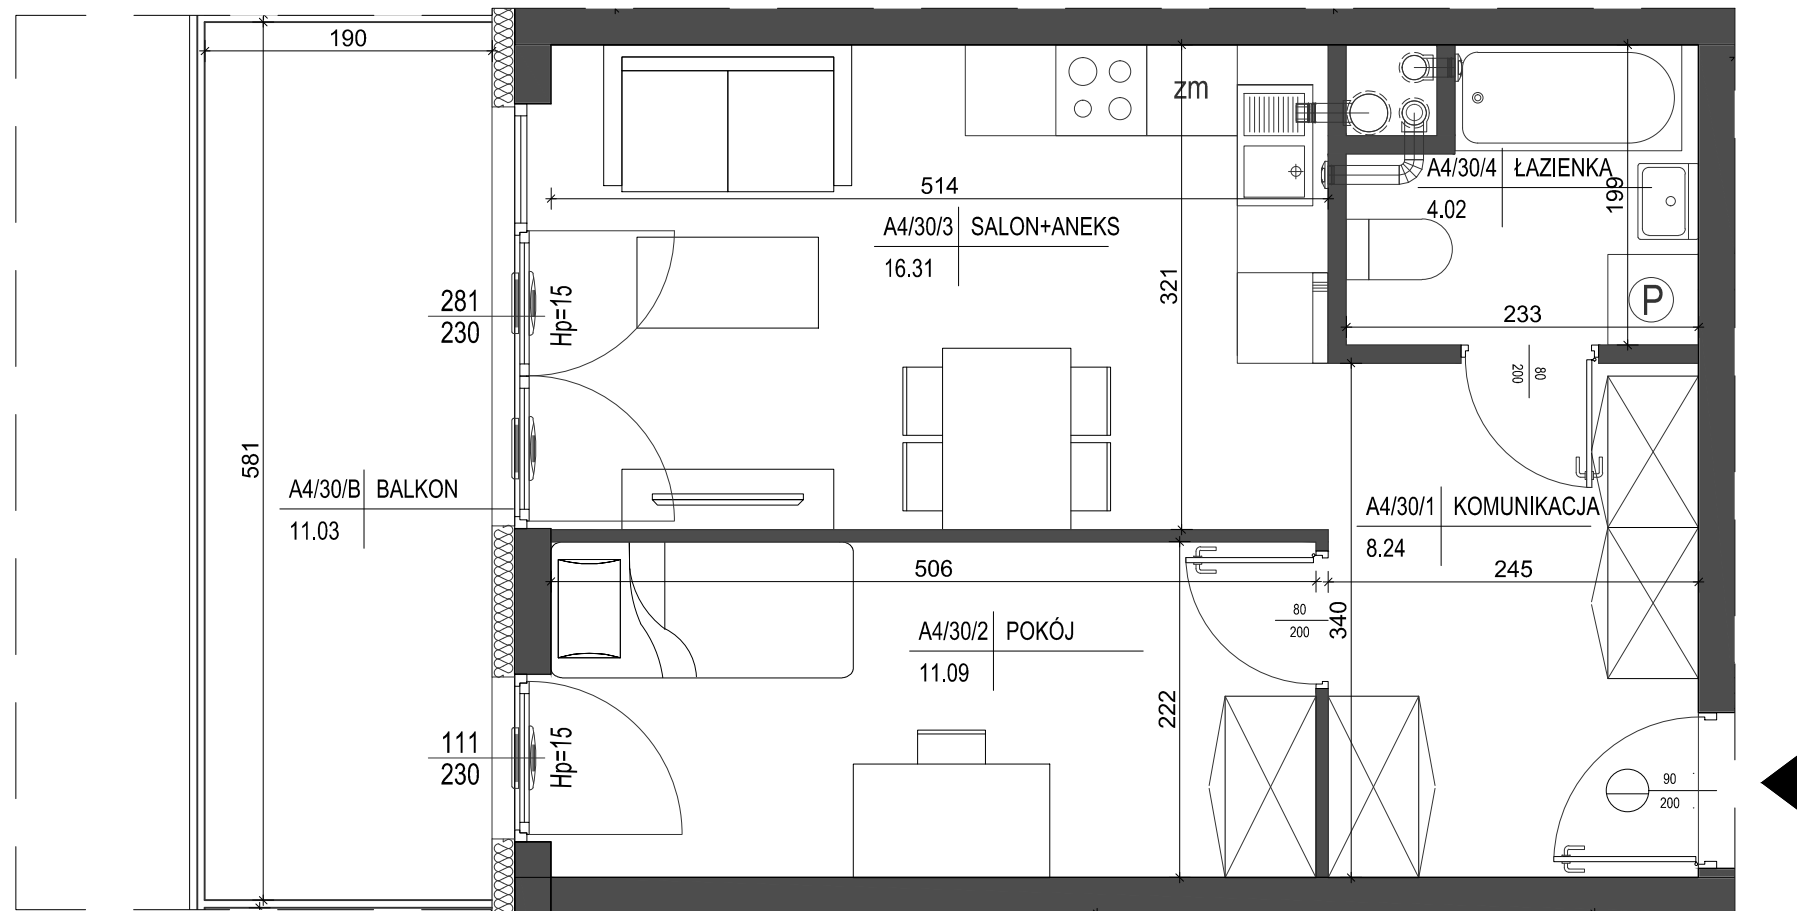 190
zm
514
A4/30/4 ŁAZIENKA
4.02
199
A4/30/3 SALON+ANEKS
16.31
321
281
230
Hp=15
233
P
80
200
581
A4/30/B BALKON
11.03
A4/30/1 KOMUNIKACJA
8.24
506
245
80
200
340
A4/30/2 POKÓJ
11.09
222
111
230
Hp=15
90
200